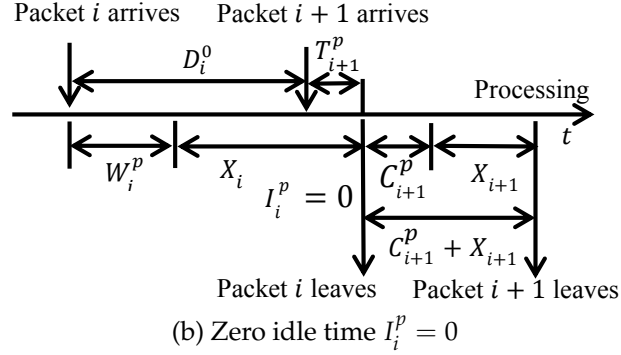 Packet i arrives Packet i + 1 arrives
D_i^0 T_{i+1}^p
Processing
t
W_i^p X_i C_{i+1}^p X_{i+1}
I_i^p = 0
C_{i+1}^p + X_{i+1}
Packet i leaves Packet i + 1 leaves
(b) Zero idle time I_i^p = 0